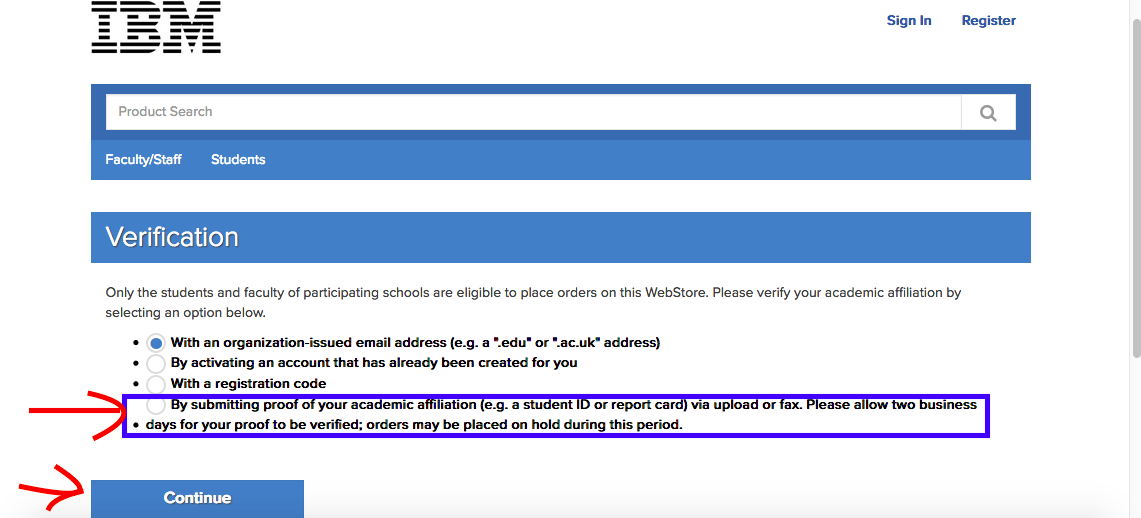 IBM
Sign In Register
Product Search
Faculty/Staff Students
Verification
Only the students and faculty of participating schools are eligible to place orders on this WebStore. Please verify your academic affiliation by
selecting an option below.
With an organization-issued email address (e.g. a ".edu" or ".ac.uk" address)
By activating an account that has already been created for you
With a registration code
By submitting proof of your academic affiliation (e.g. a student ID or report card) via upload or fax. Please allow two business
days for your proof to be verified; orders may be placed on hold during this period.
Continue